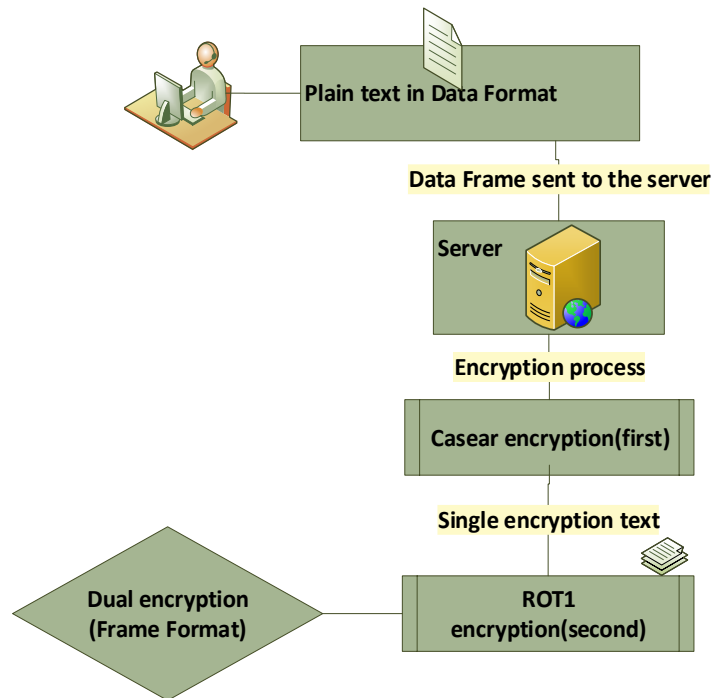 Plain text in Data Format
Data Frame sent to the server
Server
Encryption process
Casear encryption(first)
Single encryption text
ROT1
encryption(second)
Dual encryption
(Frame Format)